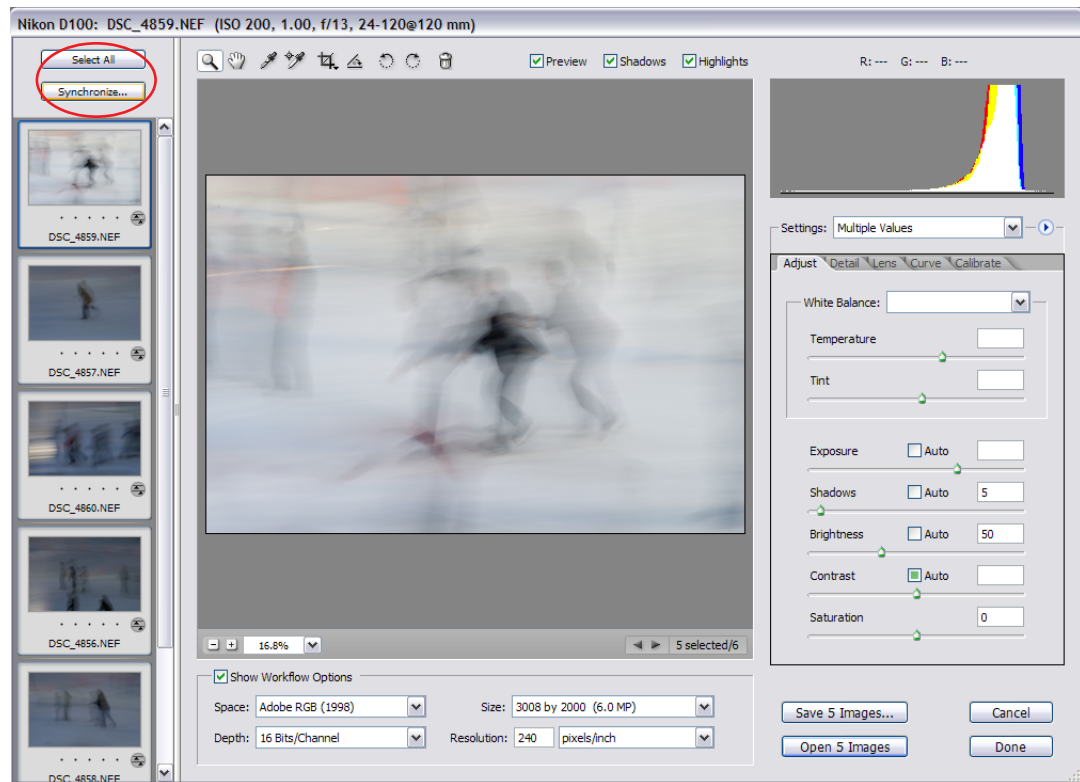 Nikon D100: DSC_4859.NEF (ISO 200, 1.00, f/13, 24-120@120 mm)
Select All
Synchronize...
Preview Shadows Highlights
R: --- G: --- B: ---
DSC_4859.NEF
DSC_4857.NEF
DSC_4860.NEF
DSC_4856.NEF
DSC_4858.NEF
Settings: Multiple Values
Adjust Detail Lens Curve Calibrate
White Balance:
Temperature
Tint
Exposure Auto
Shadows Auto 5
Brightness Auto 50
Contrast Auto
Saturation 0
16.8% 5 selected/6
Show Workflow Options
Space: Adobe RGB (1998) Size: 3008 by 2000 (6.0 MP)
Depth: 16 Bits/Channel Resolution: 240 pixels/inch
Save 5 Images... Cancel
Open 5 Images Done